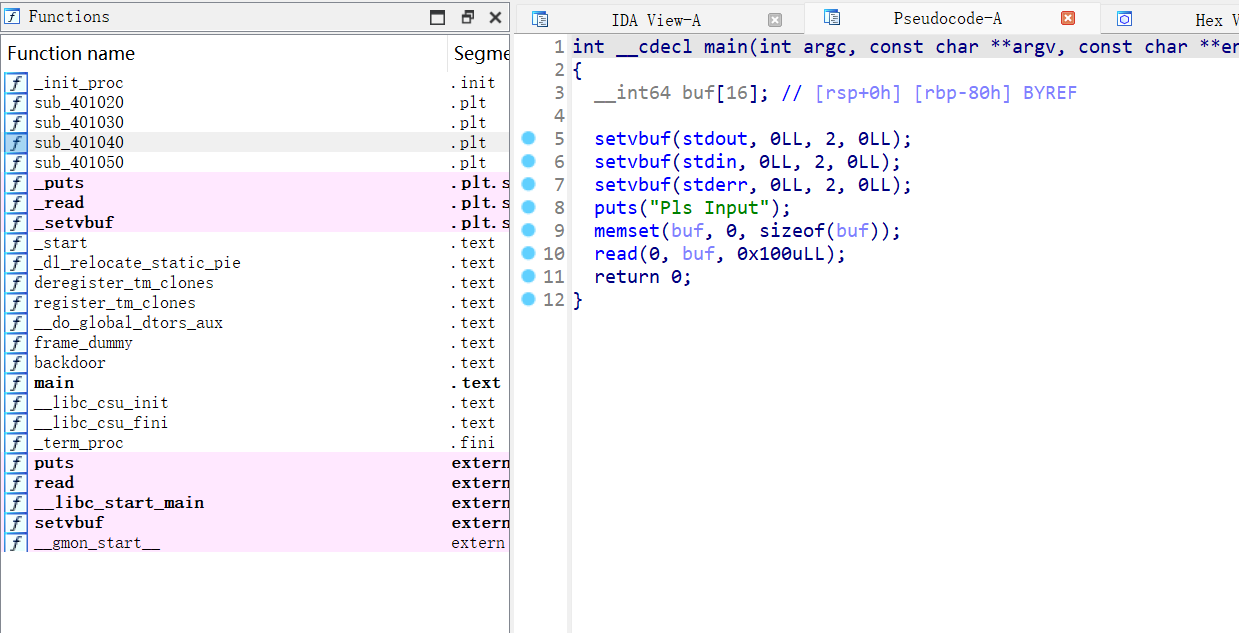 Functions
Function name Segme
_init_proc .init
sub_401020 .plt
sub_401030 .plt
sub_401040 .plt
sub_401050 .plt
_puts .plt.s
_read .plt.s
_setvbuf .plt.s
_start .text
_dl_relocate_static_pie .text
deregister_tm_clones .text
register_tm_clones .text
__do_global_dtors_aux .text
frame_dummy .text
backdoor .text
main .text
__libc_csu_init .text
__libc_csu_fini .text
_term_proc .fini
puts extern
read extern
__libc_start_main extern
setvbuf extern
__gmon_start__ extern
IDA View-A Pseudocode-A Hex V
1 int __cdecl main(int argc, const char **argv, const char **en
2 {
3 __int64 buf[16]; // [rsp+0h] [rbp-80h] BYREF
4
5 setvbuf(stdout, 0LL, 2, 0LL);
6 setvbuf(stdin, 0LL, 2, 0LL);
7 setvbuf(stderr, 0LL, 2, 0LL);
8 puts("Pls Input");
9 memset(buf, 0, sizeof(buf));
10 read(0, buf, 0x100uLL);
11 return 0;
12 }